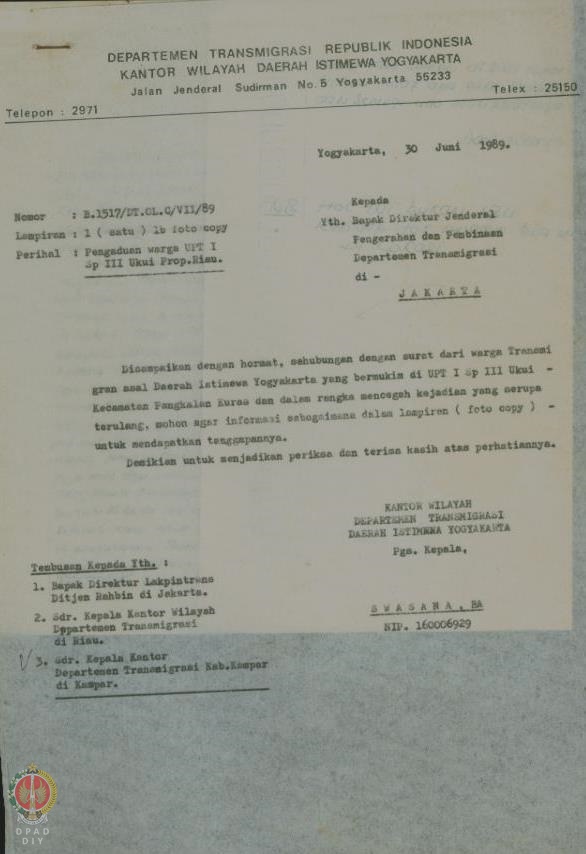 DEPARTEMEN TRANSMIGRASI REPUBLIK INDONESIA
KANTOR WILAYAH DAERAH ISTIMEWA YOGYAKARTA
Jalan Jenderal Sudirman No.5 Yogyakarta 55233
Telepon : 2971
Telex : 25150
Yogyakarta, 30 Juni 1989.
Nomor : B.1517/DT.OL.C/VII/89
Lampiran : 1 ( satu ) lb foto copy
Perihal : Pengaduan warga UPT I
Sp III Ukui Prop.Riau.
Kepada
Yth. Bapak Direktur Jenderal
Pengerahan dan Pembinaan
Departemen Transmigrasi
di -
J A K A R T A
Disampaikan dengan hormat, sehubungan dengan surat dari warga Transmi
gran asal Daerah Istimewa Yogyakarta yang bermukim di UPT I Sp III Ukui -
Kecamatan Pangkalan Kuras dan dalam rangka mencegah kejadian yang serupa
terulang, mohon agar informasi sebagaimana dalam lampiran ( foto copy ) -
untuk mendapatkan tanggapannya.
Demikian untuk menjadikan periksa dan terima kasih atas perhatiannya.
KANTOR WILAYAH
DEPARTEMEN TRANSMIGRASI
DAERAH ISTIMEWA YOGYAKARTA
Pgs. Kepala,
S W A S A N A , BA
NIP. 160006929
Tembusan Kepada Yth. :
1. Bapak Direktur Lakpintrans
Ditjen Rahbin di Jakarta.
2. Sdr. Kepala Kantor Wilayah
Departemen Transmigrasi
di Riau.
3. Sdr. Kepala Kantor
Departemen Transmigrasi Kab.Kampar
di Kampar.
DPAD
DIY